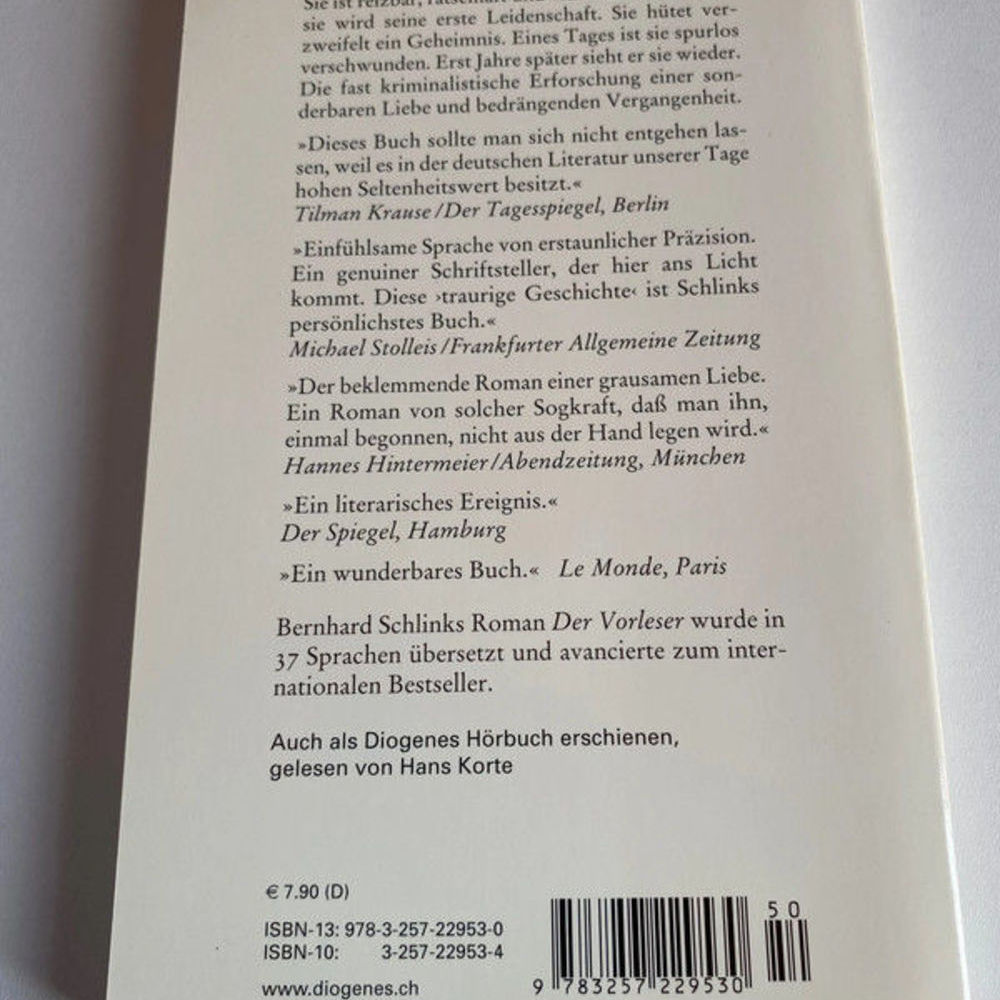 Sie ist reizbar, rätselhaft und
sie wird seine erste Leidenschaft. Sie hütet ver-
zweifelt ein Geheimnis. Eines Tages ist sie spurlos
verschwunden. Erst Jahre später sieht er sie wieder.
Die fast kriminalistische Erforschung einer son-
derbaren Liebe und bedrängenden Vergangenheit.
»Dieses Buch sollte man sich nicht entgehen las-
sen, weil es in der deutschen Literatur unserer Tage
hohen Seltenheitswert besitzt.«
Tilman Krause/Der Tagesspiegel, Berlin
»Einfühlsame Sprache von erstaunlicher Präzision.
Ein genuiner Schriftsteller, der hier ans Licht
kommt. Diese ›traurige Geschichte‹ ist Schlinks
persönlichstes Buch.«
Michael Stolleis/Frankfurter Allgemeine Zeitung
»Der beklemmende Roman einer grausamen Liebe.
Ein Roman von solcher Sogkraft, daß man ihn,
einmal begonnen, nicht aus der Hand legen wird.«
Hannes Hintermeier/Abendzeitung, München
»Ein literarisches Ereignis.«
Der Spiegel, Hamburg
»Ein wunderbares Buch.« Le Monde, Paris
Bernhard Schlinks Roman Der Vorleser wurde in
37 Sprachen übersetzt und avancierte zum inter-
nationalen Bestseller.
Auch als Diogenes Hörbuch erschienen,
gelesen von Hans Korte
€ 7.90 (D)
ISBN-13: 978-3-257-22953-0
ISBN-10: 3-257-22953-4
www.diogenes.ch
50
9 783257 229530